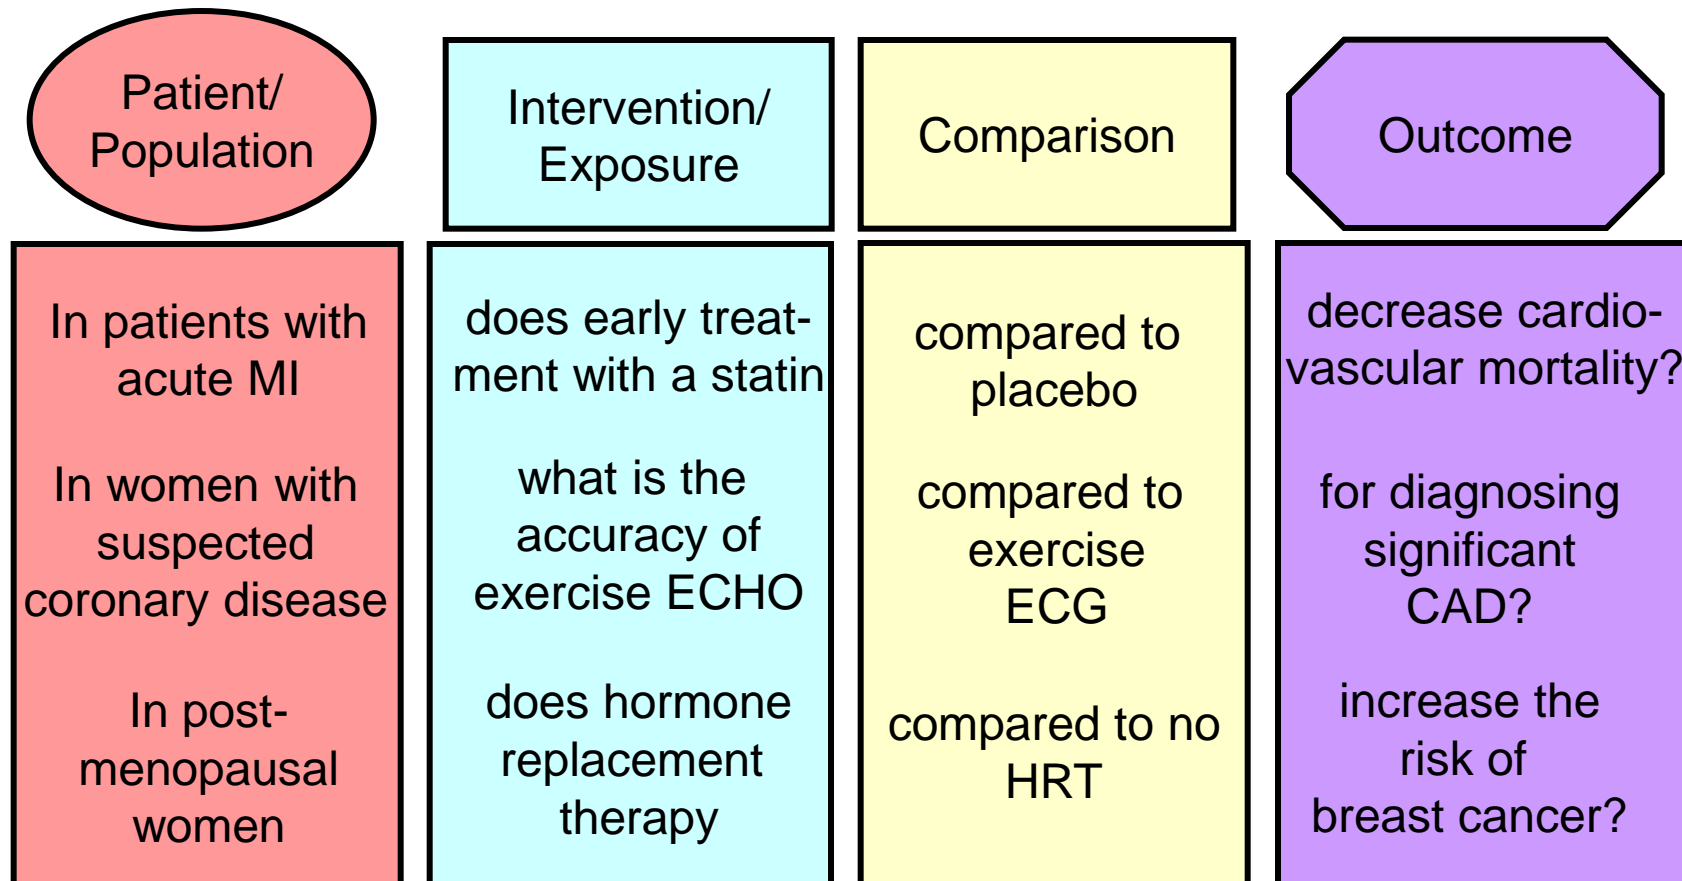 Patient/
Population
Intervention/
Exposure
Comparison
Outcome
In patients with
acute MI
does early treat-
ment with a statin
compared to
placebo
decrease cardio-
vascular mortality?
In women with
suspected
coronary disease
what is the
accuracy of
exercise ECHO
compared to
exercise
ECG
for diagnosing
significant
CAD?
In post-
menopausal
women
does hormone
replacement
therapy
compared to no
HRT
increase the
risk of
breast cancer?